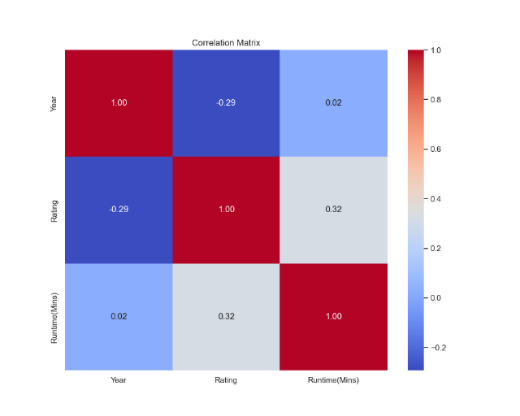 Correlation Matrix
Year
1.00
-0.29
0.02
Rating
-0.29
1.00
0.32
Runtime(Mins)
0.02
0.32
1.00
Year
Rating
Runtime(Mins)
1.0
0.8
0.6
0.4
0.2
0.0
−0.2